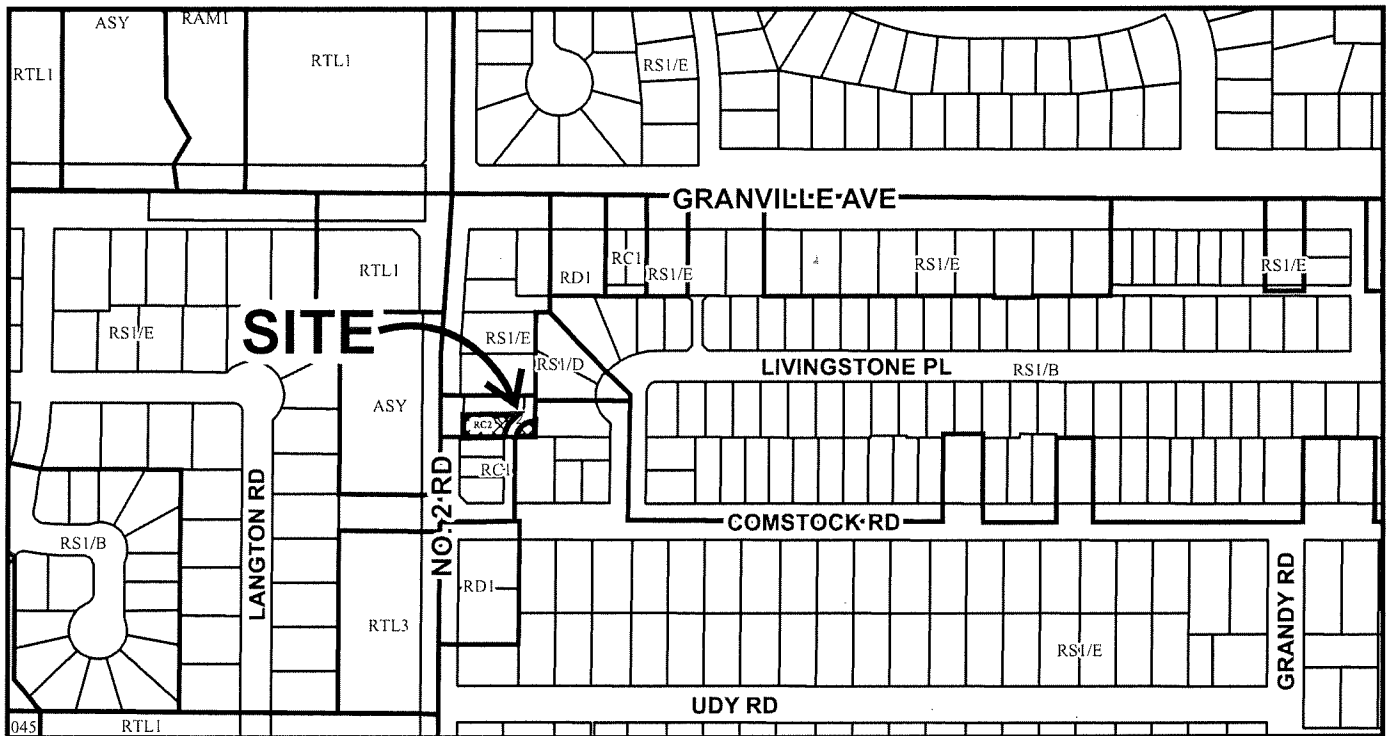 ASY
RAM1
RTL1
RTL1
RS1/E
GRANVILLE AVE
RTL1
RD1
RC1
RS1/E
RS1/E
RS1/E
SITE
RS1/E
RS1/E
RS1/D
LIVINGSTONE PL
RS1/B
ASY
RC2
RC1
NO. 2 RD
COMSTOCK RD
LANGTON RD
RS1/B
RD1
GRANDY RD
RTL3
RS1/E
UDY RD
045
RTL1